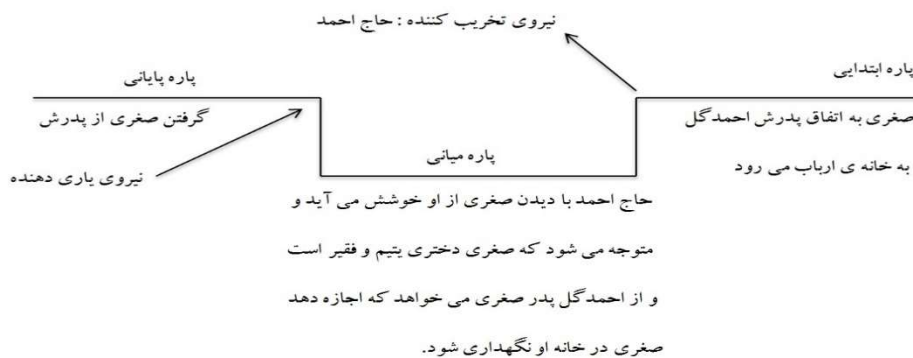 نیروی تخریب کننده : حاج احمد
پاره ابتدایی
صغری به اتفاق پدرش احمدگل
به خانه ی ارباب می رود
پاره میانی
حاج احمد با دیدن صغری از او خوشش می آید و
متوجه می شود که صغری دختری یتیم و فقیر است
و از احمدگل پدر صغری می خواهد که اجازه دهد
صغری در خانه او نگهداری شود.
پاره پایانی
گرفتن صغری از پدرش
نیروی یاری دهنده